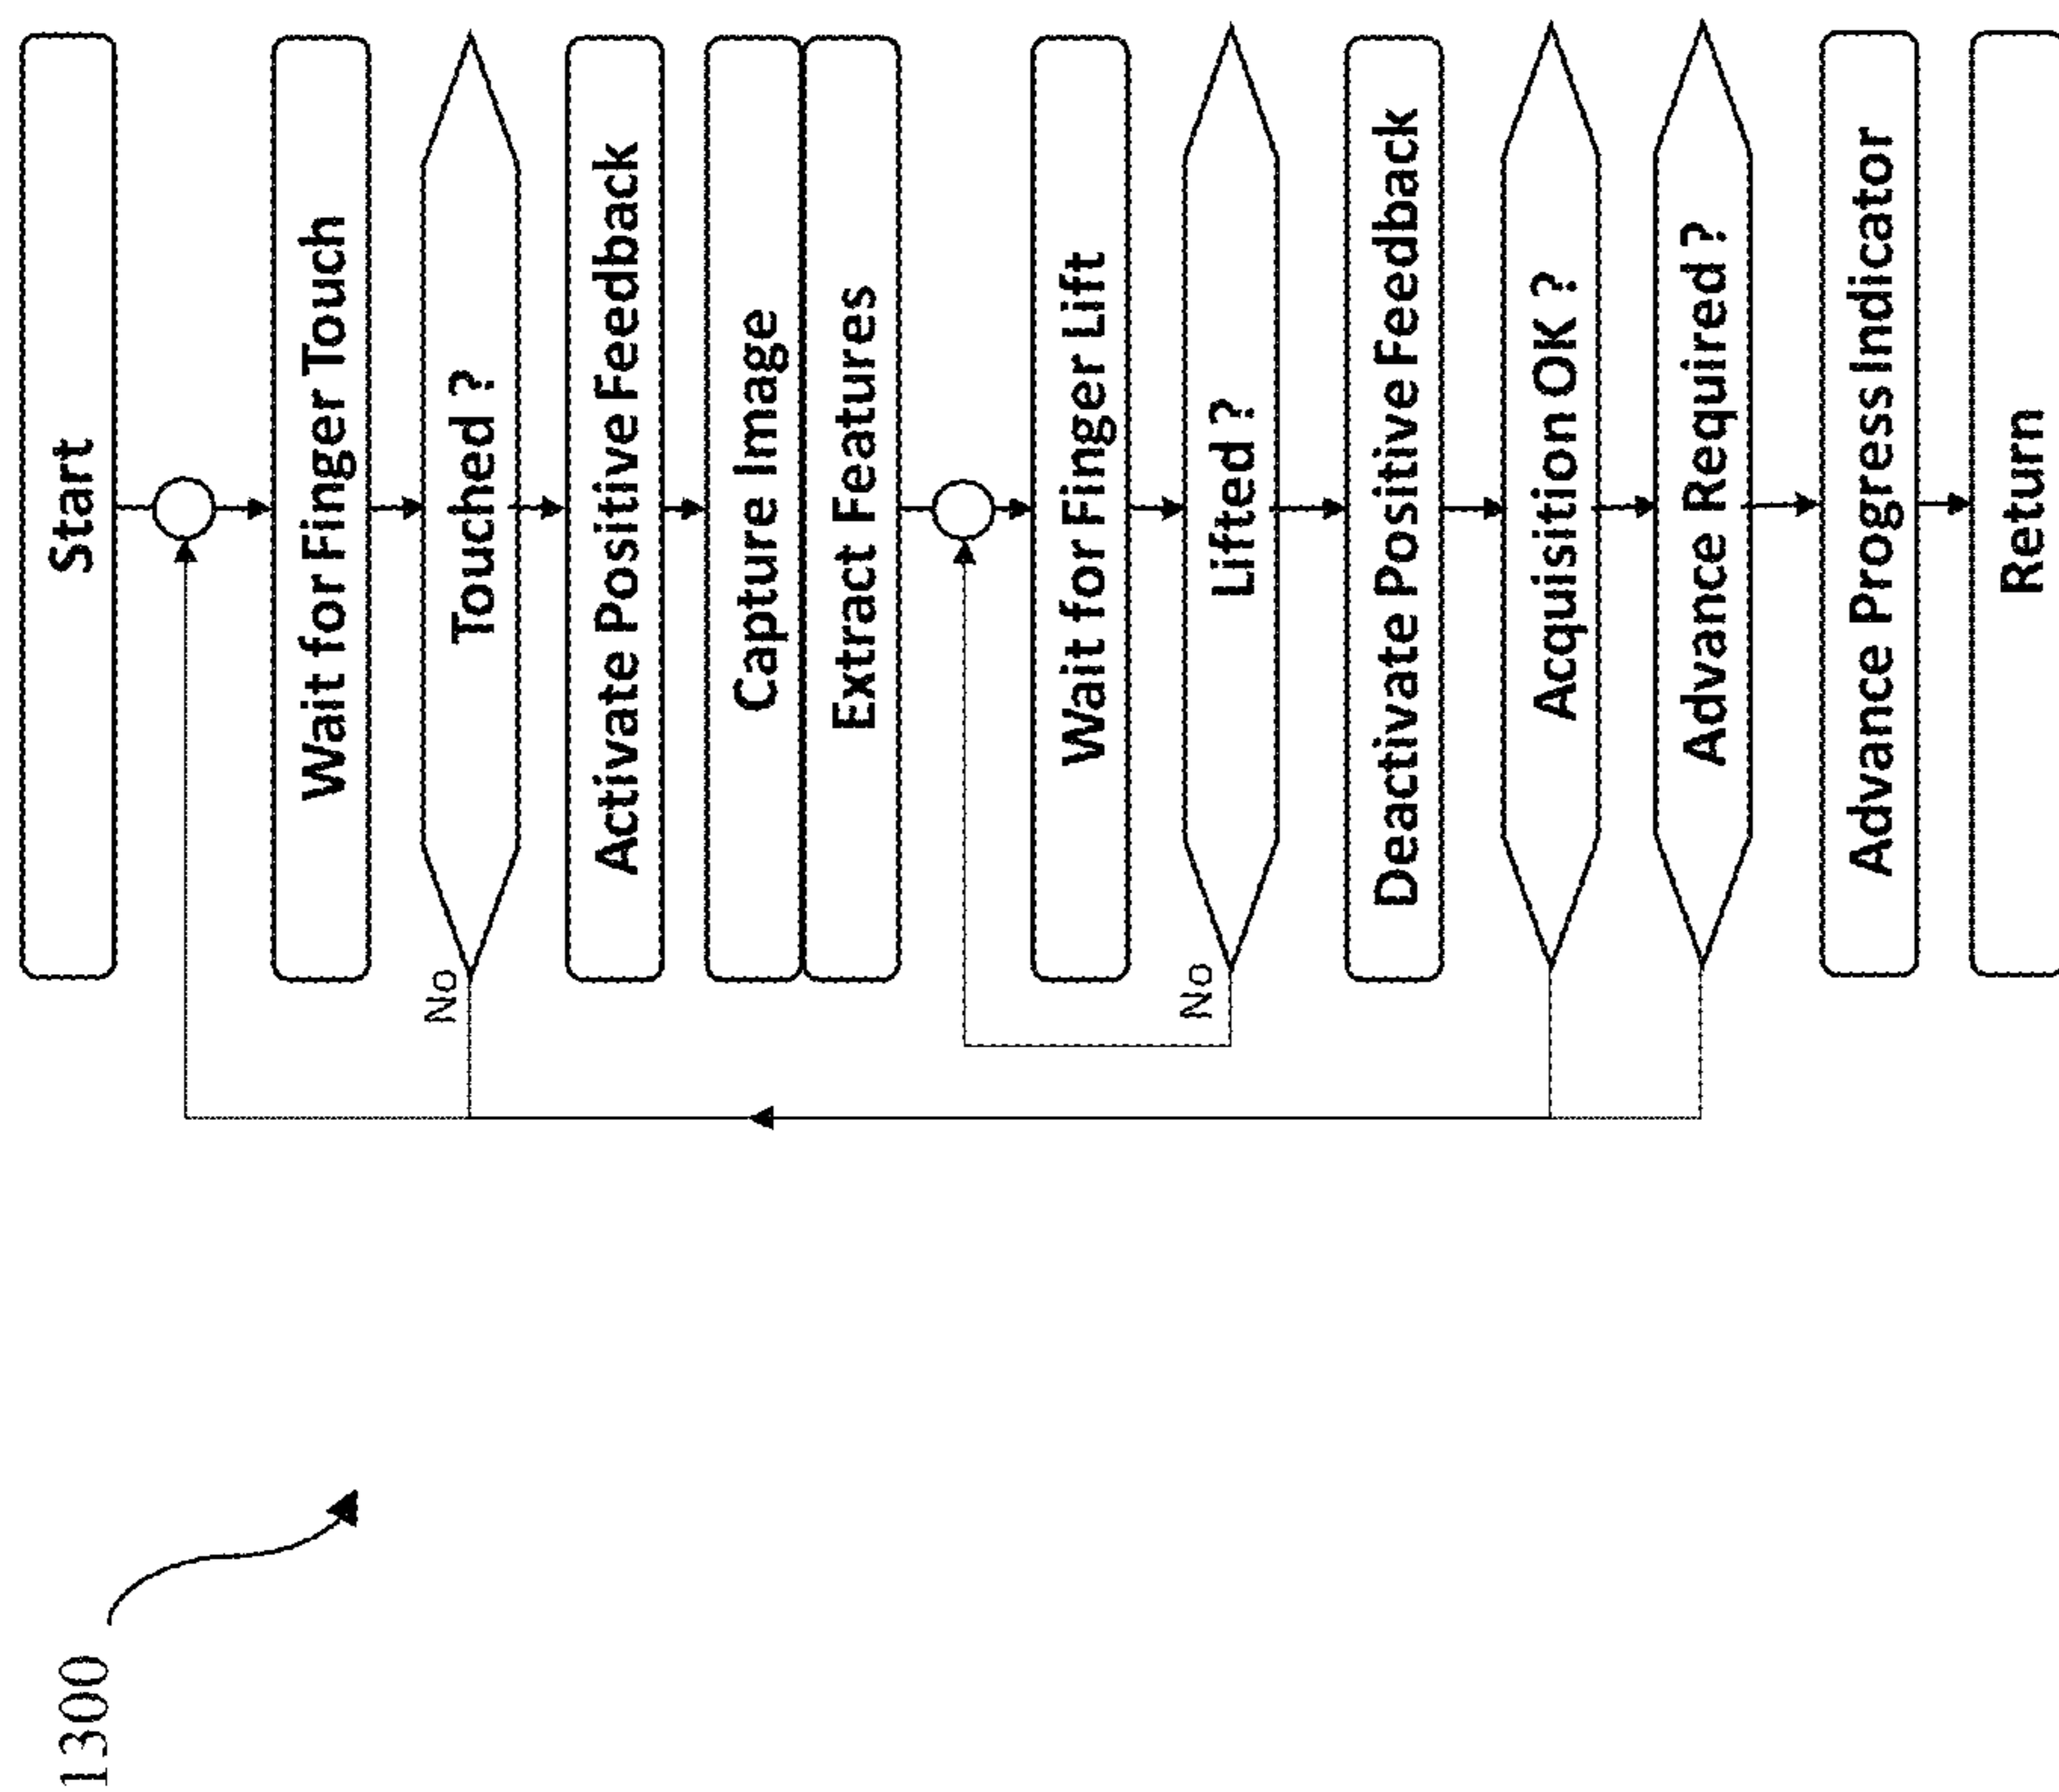 1300
Start
Wait for Finger Touch
Touched ?
No
Activate Positive Feedback
Capture Image
Extract Features
Wait for Finger Lift
Lifted ?
No
Deactivate Positive Feedback
Acquisition OK ?
Advance Required ?
Advance Progress Indicator
Return